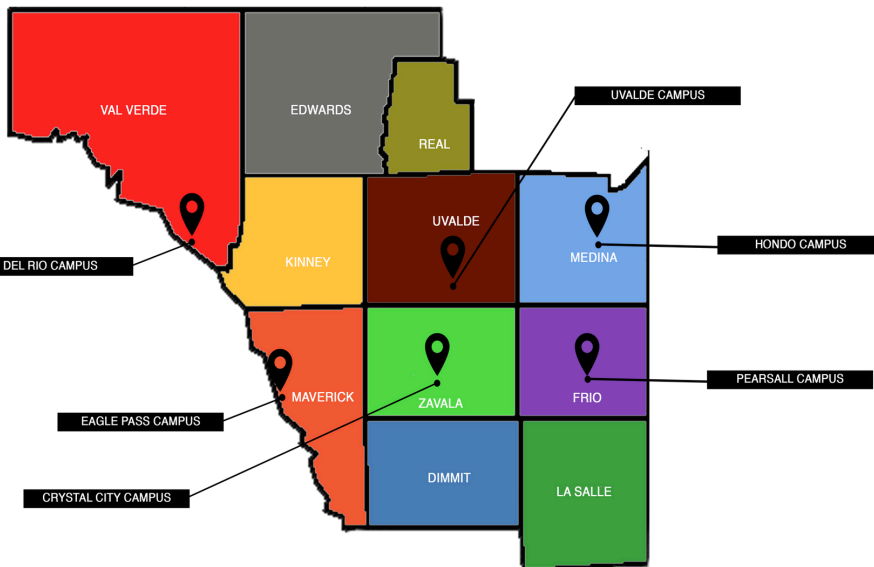 VAL VERDE
EDWARDS
UVALDE CAMPUS
REAL
UVALDE
DEL RIO CAMPUS
KINNEY
MEDINA
HONDO CAMPUS
EAGLE PASS CAMPUS
MAVERICK
ZAVALA
FRIO
PEARSALL CAMPUS
CRYSTAL CITY CAMPUS
DIMMIT
LA SALLE